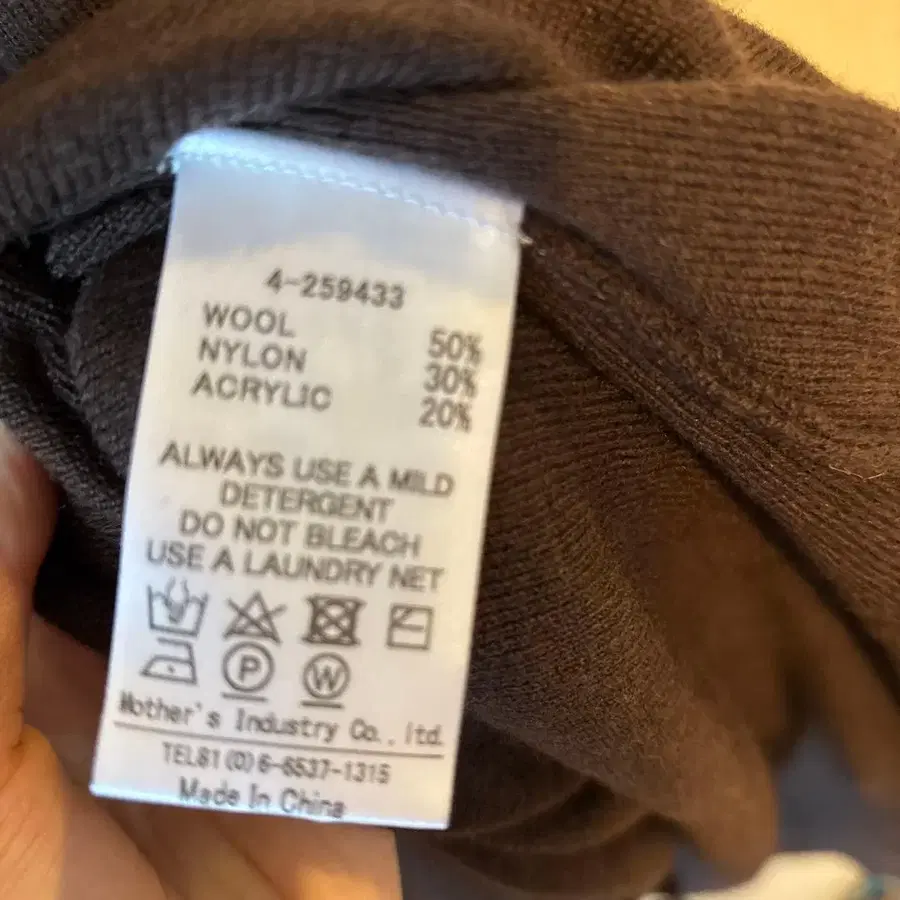 4-259433
WOOL 50%
NYLON 30%
ACRYLIC 20%
ALWAYS USE A MILD
DETERGENT
DO NOT BLEACH
USE A LAUNDRY NET
P W
Mother's Industry Co., ltd.
TEL81(0)6-6537-1315
Made In China